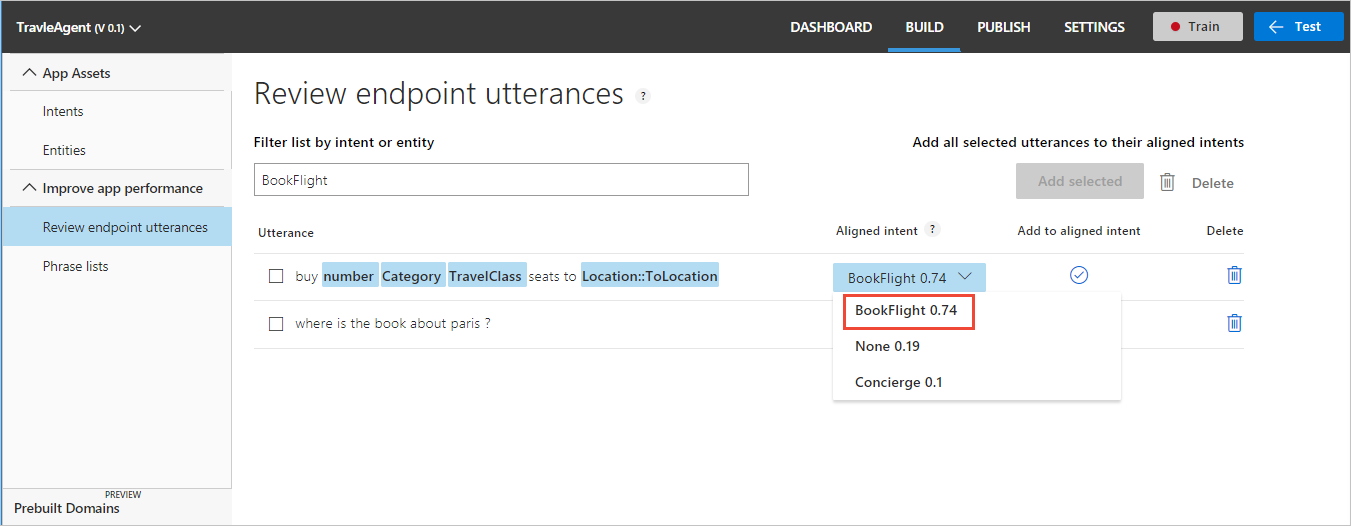 TravleAgent (V 0.1)
DASHBOARD BUILD PUBLISH SETTINGS Train Test
App Assets
Intents
Entities
Improve app performance
Review endpoint utterances
Phrase lists
PREVIEW
Prebuilt Domains
Review endpoint utterances ?
Filter list by intent or entity
Add all selected utterances to their aligned intents
BookFlight
Add selected Delete
Utterance Aligned intent ? Add to aligned intent Delete
buy number Category TravelClass seats to Location::ToLocation BookFlight 0.74
where is the book about paris ?
BookFlight 0.74
None 0.19
Concierge 0.1